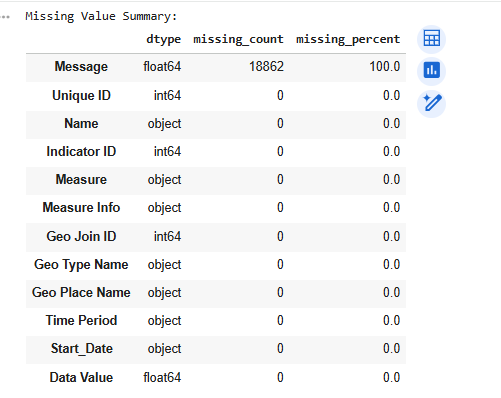 Missing Value Summary:
dtype missing_count missing_percent
Message float64 18862 100.0
Unique ID int64 0 0.0
Name object 0 0.0
Indicator ID int64 0 0.0
Measure object 0 0.0
Measure Info object 0 0.0
Geo Join ID int64 0 0.0
Geo Type Name object 0 0.0
Geo Place Name object 0 0.0
Time Period object 0 0.0
Start_Date object 0 0.0
Data Value float64 0 0.0